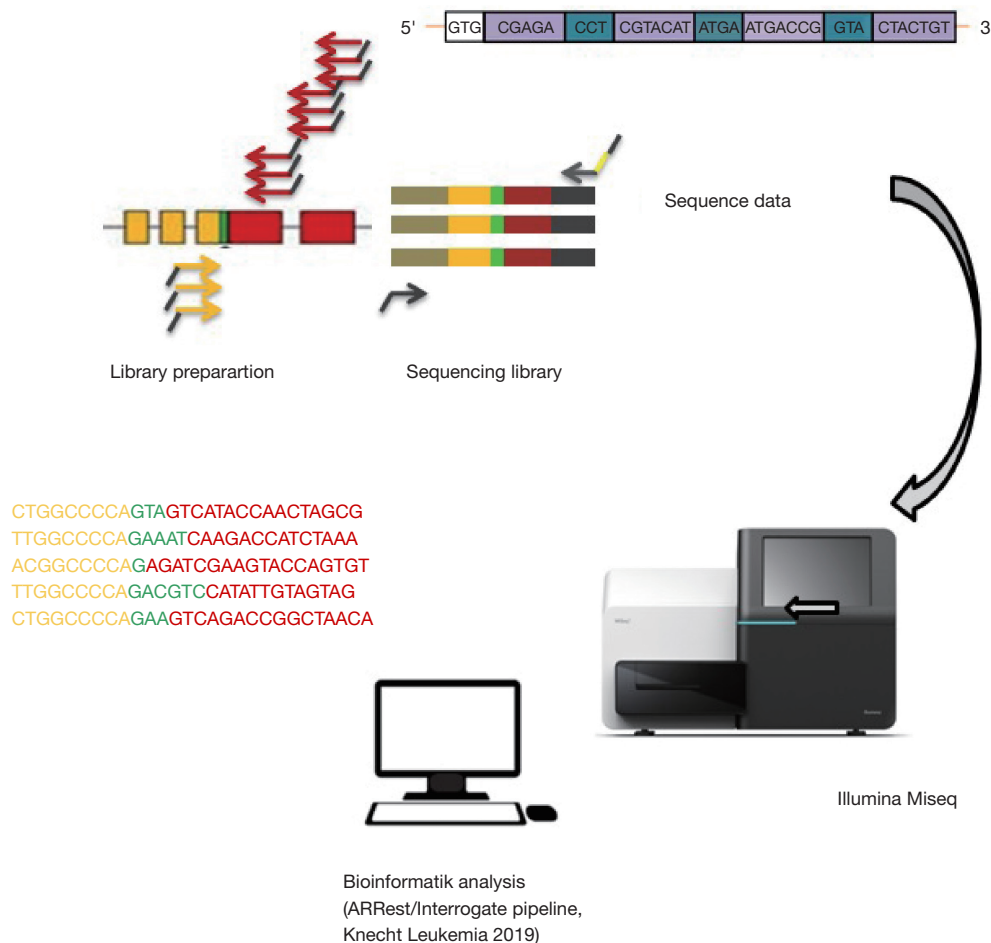 5' GTG CGAGA CCT CGTACAT ATGA ATGACCG GTA CTACTGT 3
Sequence data
Library preparartion
Sequencing library
CTGGCCCCAGTAGTCATACCAACTAGCG
TTGGCCCCAGAAATCAAGACCATCTAAA
ACGGCCCCAGAGATCGAAGTACCAGTGT
TTGGCCCCAGACGTCCATATTGTAGTAG
CTGGCCCCAGAAGTCAGACCGGCTAACA
Illumina Miseq
Bioinformatik analysis
(ARRest/Interrogate pipeline,
Knecht Leukemia 2019)